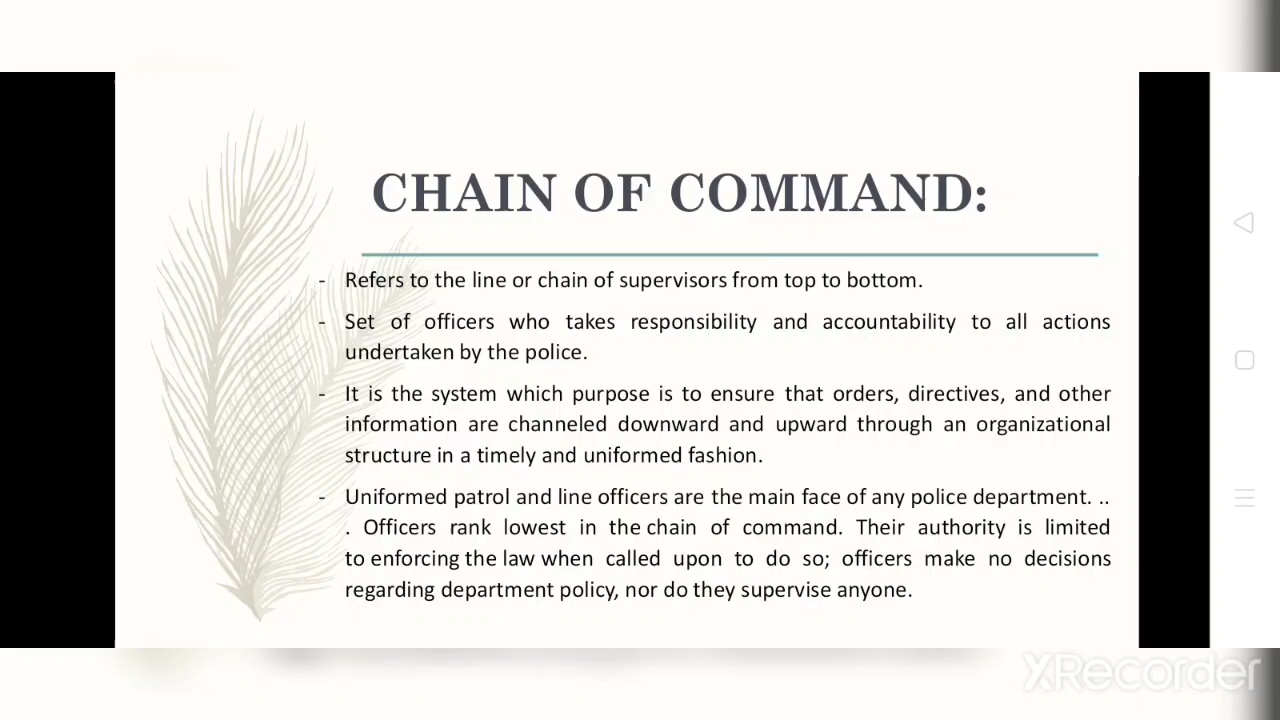 CHAIN OF COMMAND:
- Refers to the line or chain of supervisors from top to bottom.
- Set of officers who takes responsibility and accountability to all actions
undertaken by the police.
- It is the system which purpose is to ensure that orders, directives, and other
information are channeled downward and upward through an organizational
structure in a timely and uniformed fashion.
- Uniformed patrol and line officers are the main face of any police department. ..
. Officers rank lowest in the chain of command. Their authority is limited
to enforcing the law when called upon to do so; officers make no decisions
regarding department policy, nor do they supervise anyone.
XRecorder